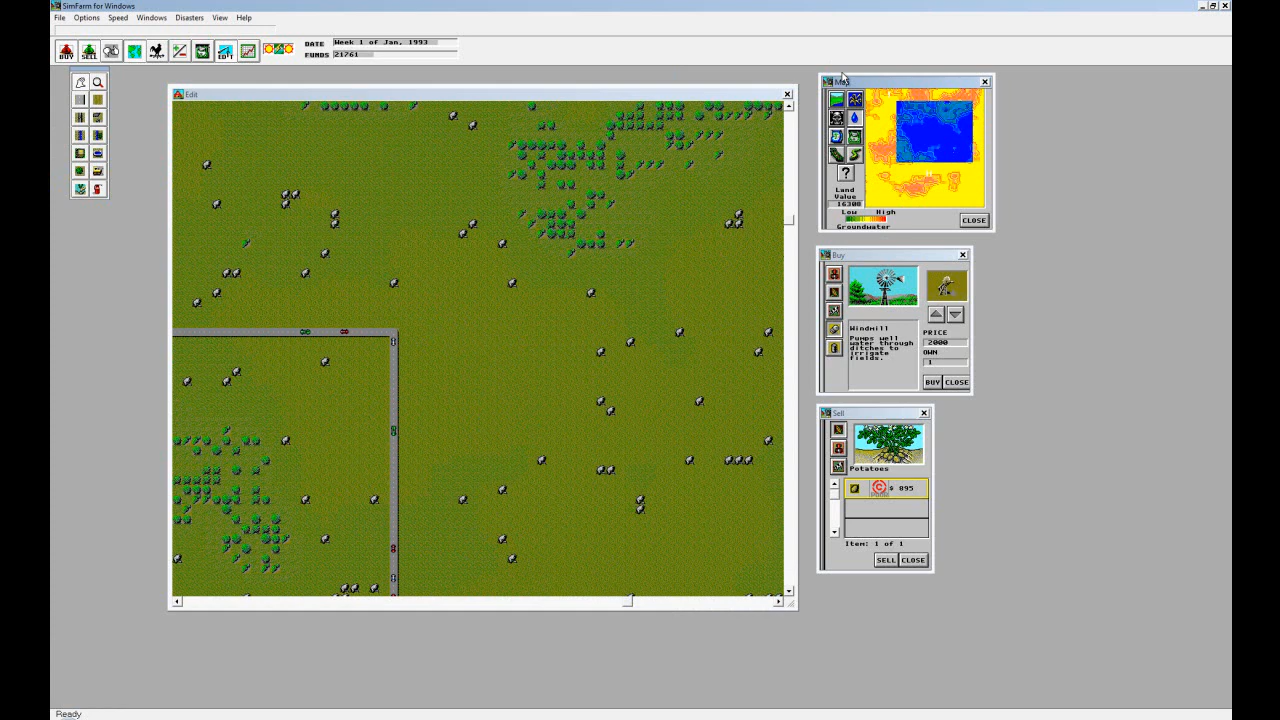 SimFarm for Windows
File Options Speed Windows Disasters View Help
BUY SELL EDIT
DATE Week 1 of Jan, 1993
FUNDS 21761
Edit
Map
?
Land
Value
16300
Low High
Groundwater
CLOSE
Buy
Windmill
Pumps well
water through
ditches to
irrigate
fields.
PRICE
2000
OWN
1
BUY CLOSE
Sell
Potatoes
$ 895
Item: 1 of 1
SELL CLOSE
Ready